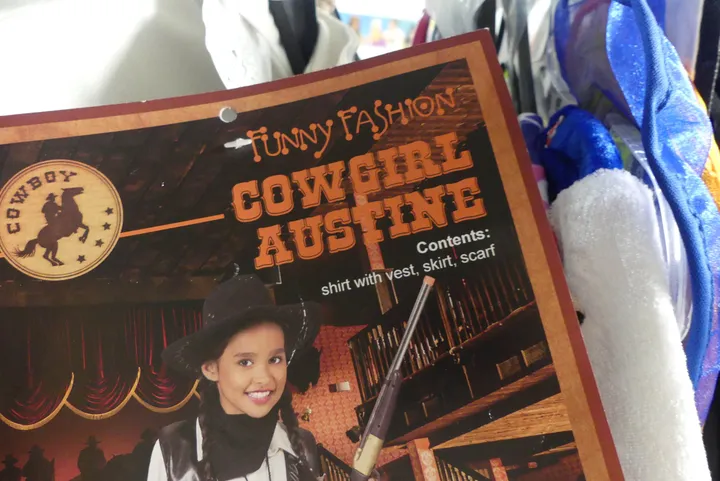 FUNNY FASHION
COWBOY
COWGIRL
AUSTINE
Contents:
shirt with vest, skirt, scarf